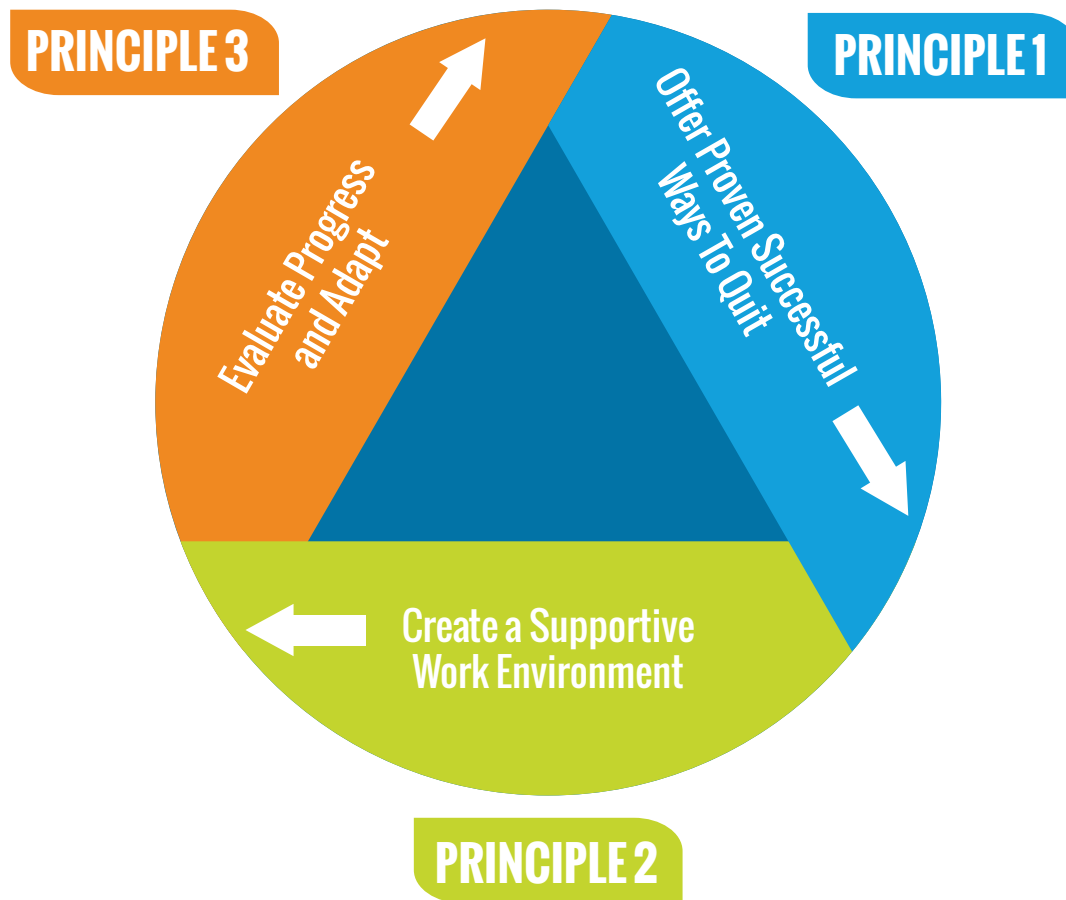 PRINCIPLE 1
Offer Proven Successful
Ways To Quit
PRINCIPLE 2
Create a Supportive
Work Environment
PRINCIPLE 3
Evaluate Progress
and Adapt